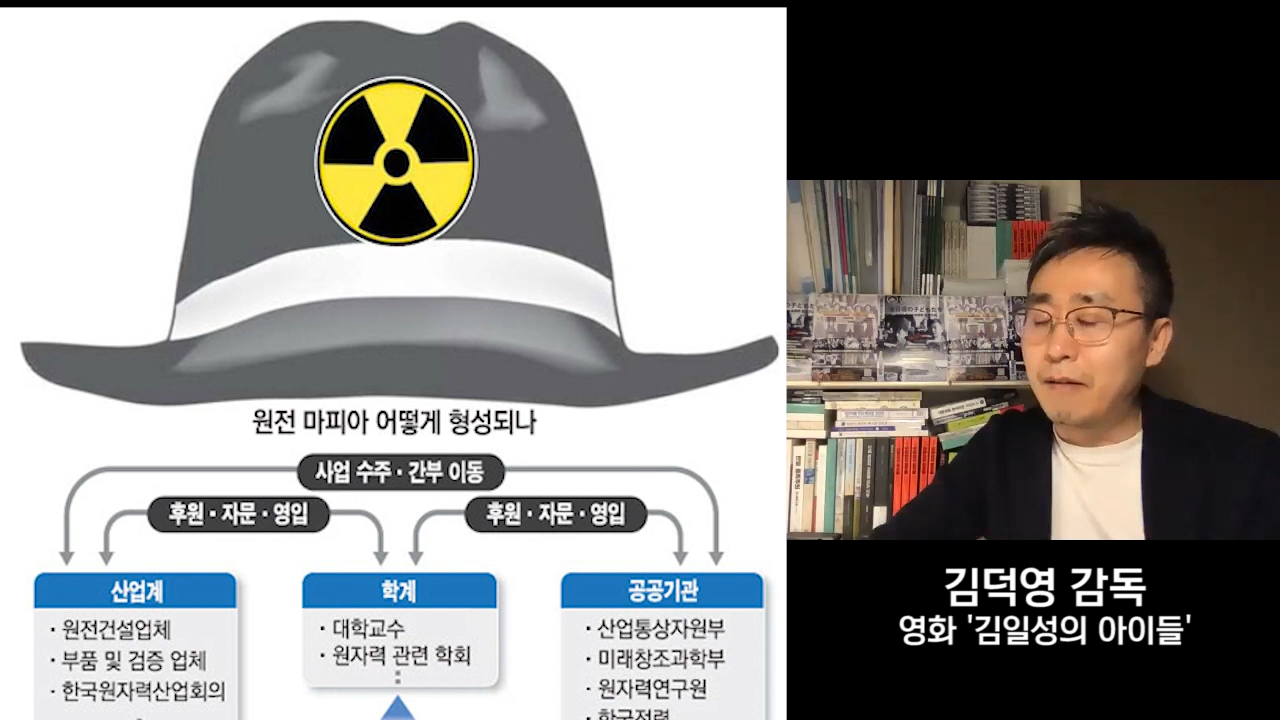 원전 마피아 어떻게 형성되나
사업 수주·간부 이동
후원·자문·영입
후원·자문·영입
산업계
· 원전건설업체
· 부품 및 검증 업체
· 한국원자력산업회의
학계
· 대학교수
· 원자력 관련 학회
공공기관
· 산업통상자원부
· 미래창조과학부
· 원자력연구원
· 한국전력
김덕영 감독
영화 '김일성의 아이들'